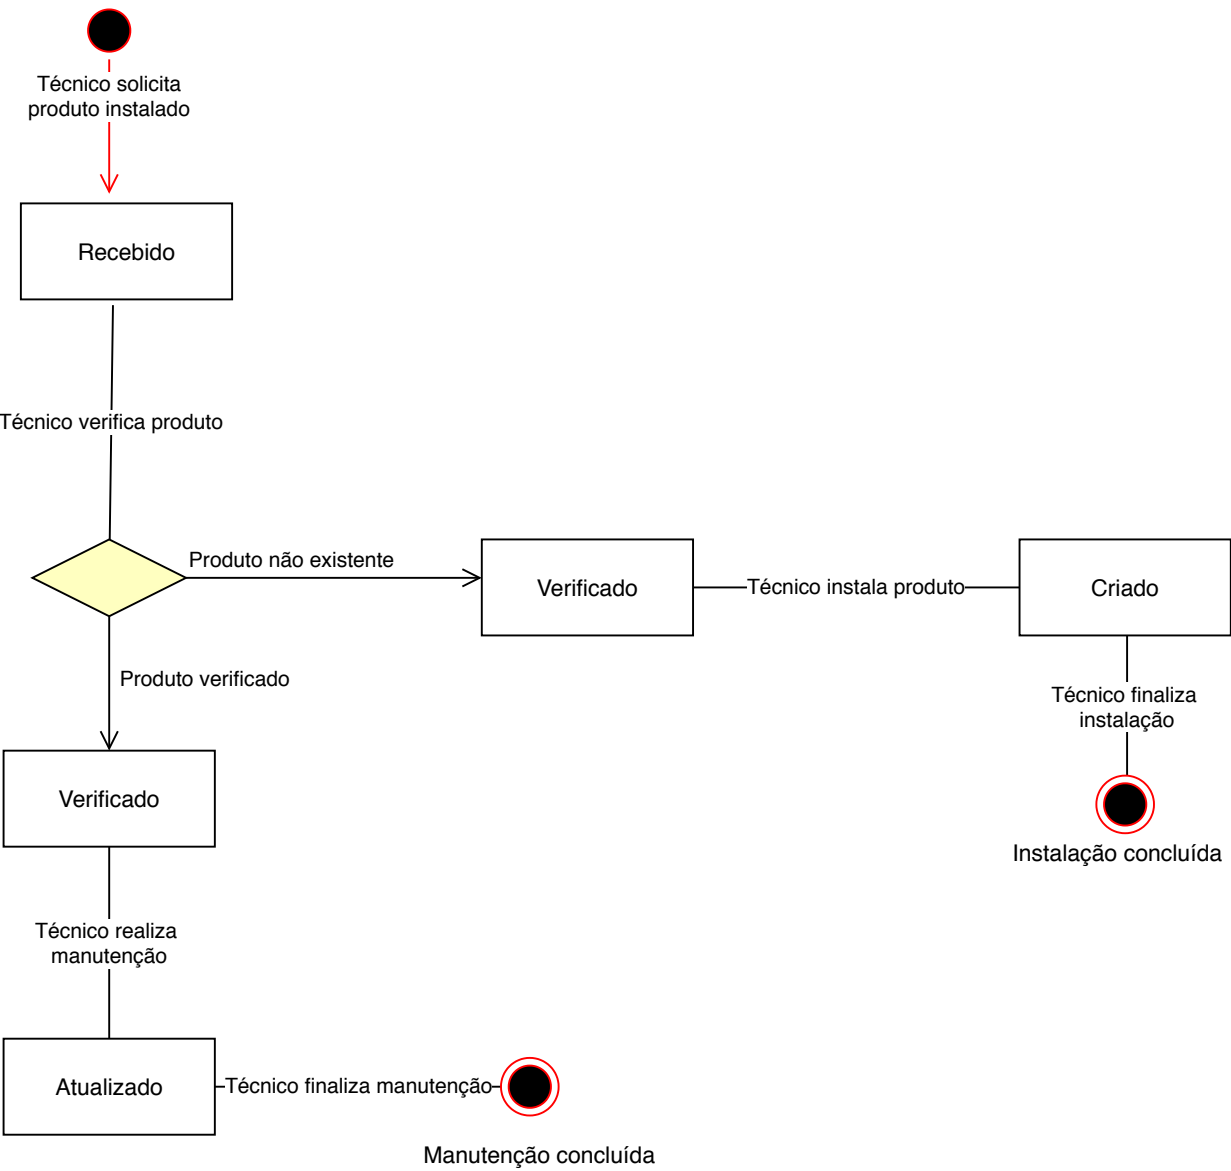 Técnico solicita
produto instalado
Recebido
Técnico verifica produto
Produto não existente
Verificado
Técnico instala produto
Criado
Produto verificado
Técnico finaliza
instalação
Verificado
Instalação concluída
Técnico realiza
manutenção
Atualizado
Técnico finaliza manutenção
Manutenção concluída